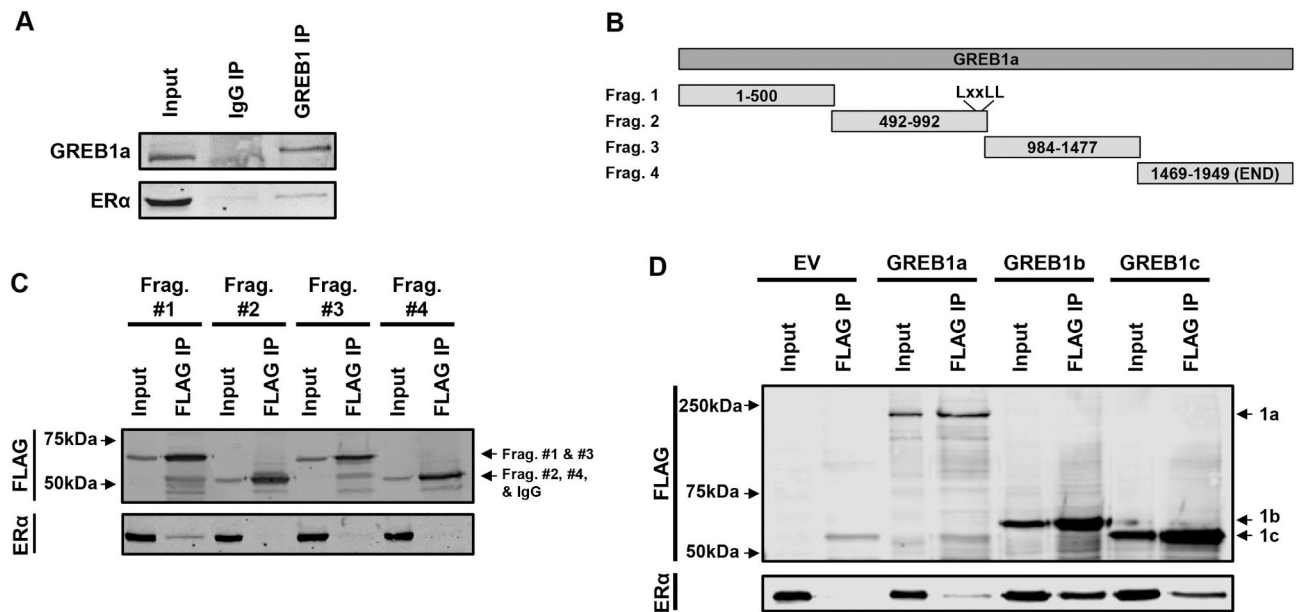 A
Input
IgG IP
GREB1 IP
GREB1a
ERα
B
GREB1a
Frag. 1
1-500
LxxLL
Frag. 2
492-992
Frag. 3
984-1477
Frag. 4
1469-1949 (END)
C
Frag. #1
Frag. #2
Frag. #3
Frag. #4
Input
FLAG IP
Input
FLAG IP
Input
FLAG IP
Input
FLAG IP
FLAG
75kDa
50kDa
Frag. #1 & #3
Frag. #2, #4,
& IgG
ERα
D
EV
GREB1a
GREB1b
GREB1c
Input
FLAG IP
Input
FLAG IP
Input
FLAG IP
Input
FLAG IP
FLAG
250kDa
75kDa
50kDa
1a
1b
1c
ERα